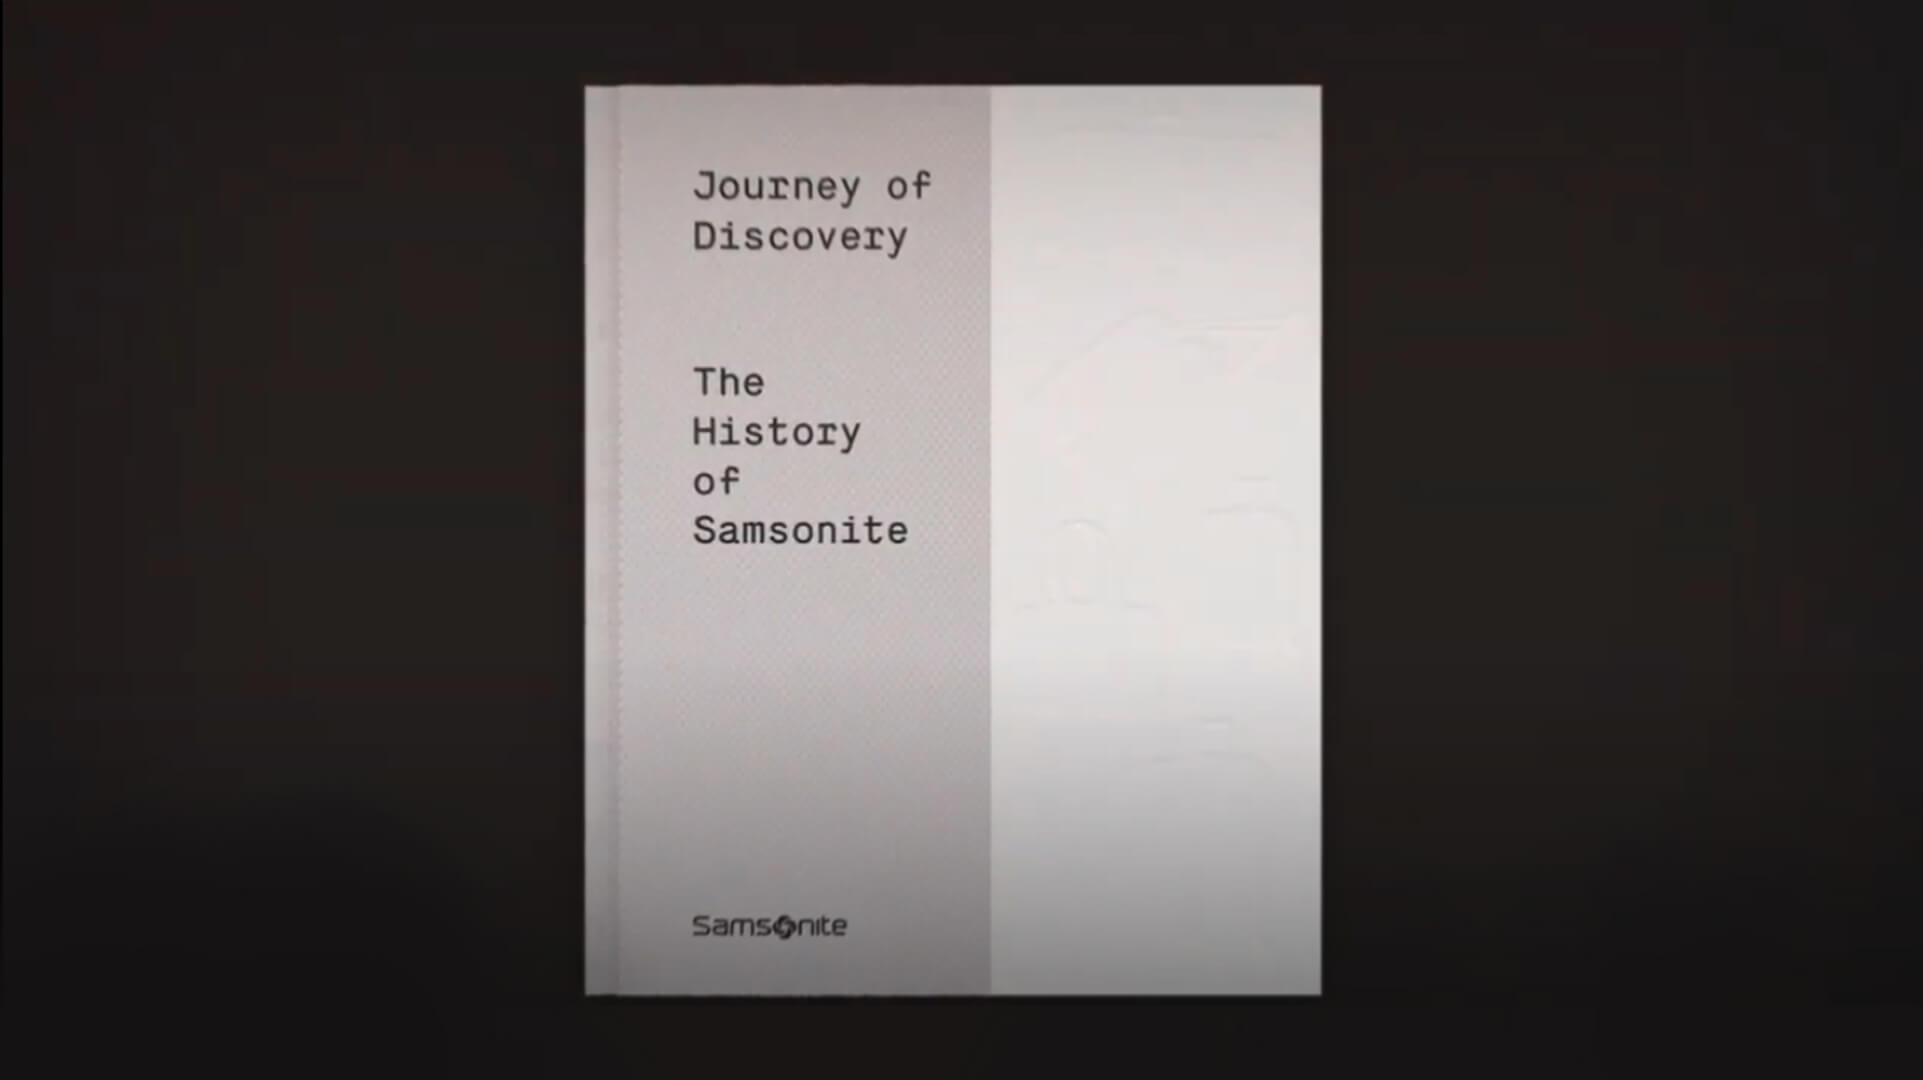 Journey of
Discovery
The
History
of
Samsonite
Samsonite